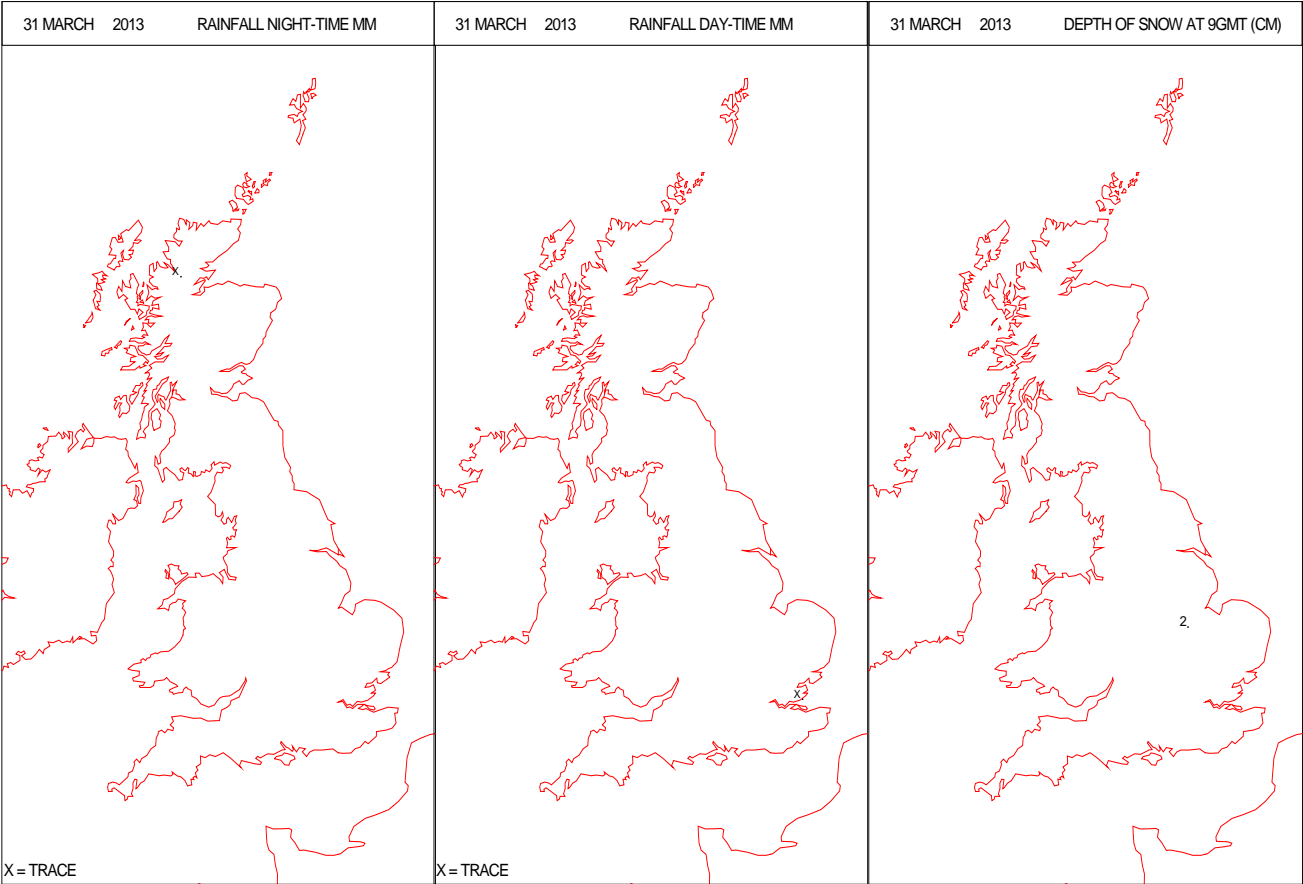 31 MARCH 2013 RAINFALL NIGHT-TIME MM
X.
X = TRACE
31 MARCH 2013 RAINFALL DAY-TIME MM
X.
X = TRACE
31 MARCH 2013 DEPTH OF SNOW AT 9GMT (CM)
2.